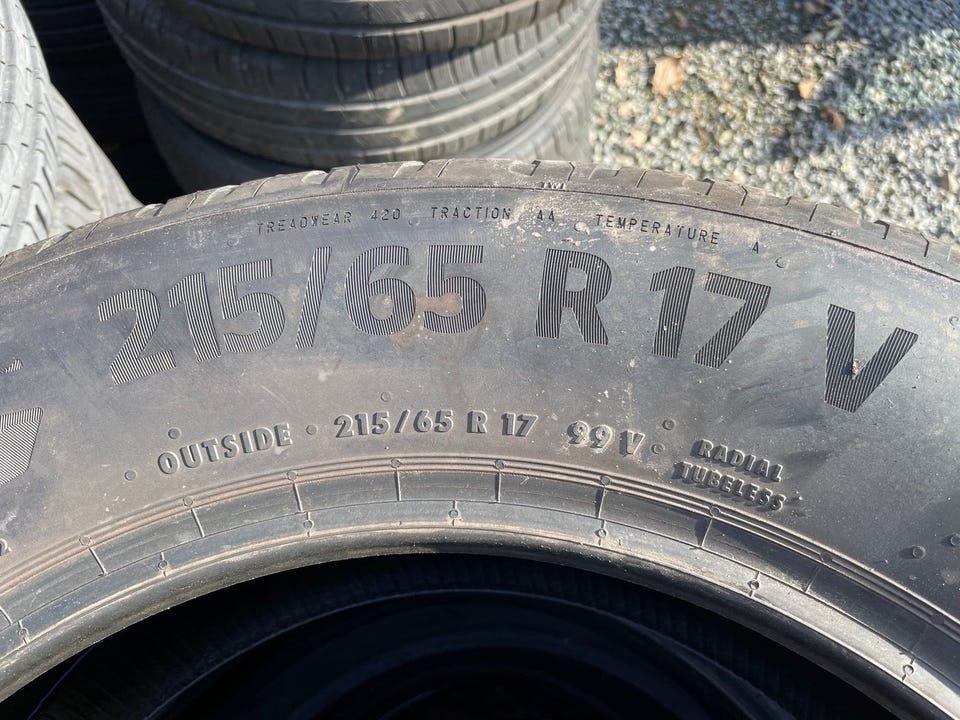 TREADWEAR 420 TRACTION AA TEMPERATURE A
215/65 R 17 V
OUTSIDE 215/65 R 17 99 V
RADIAL
TUBELESS